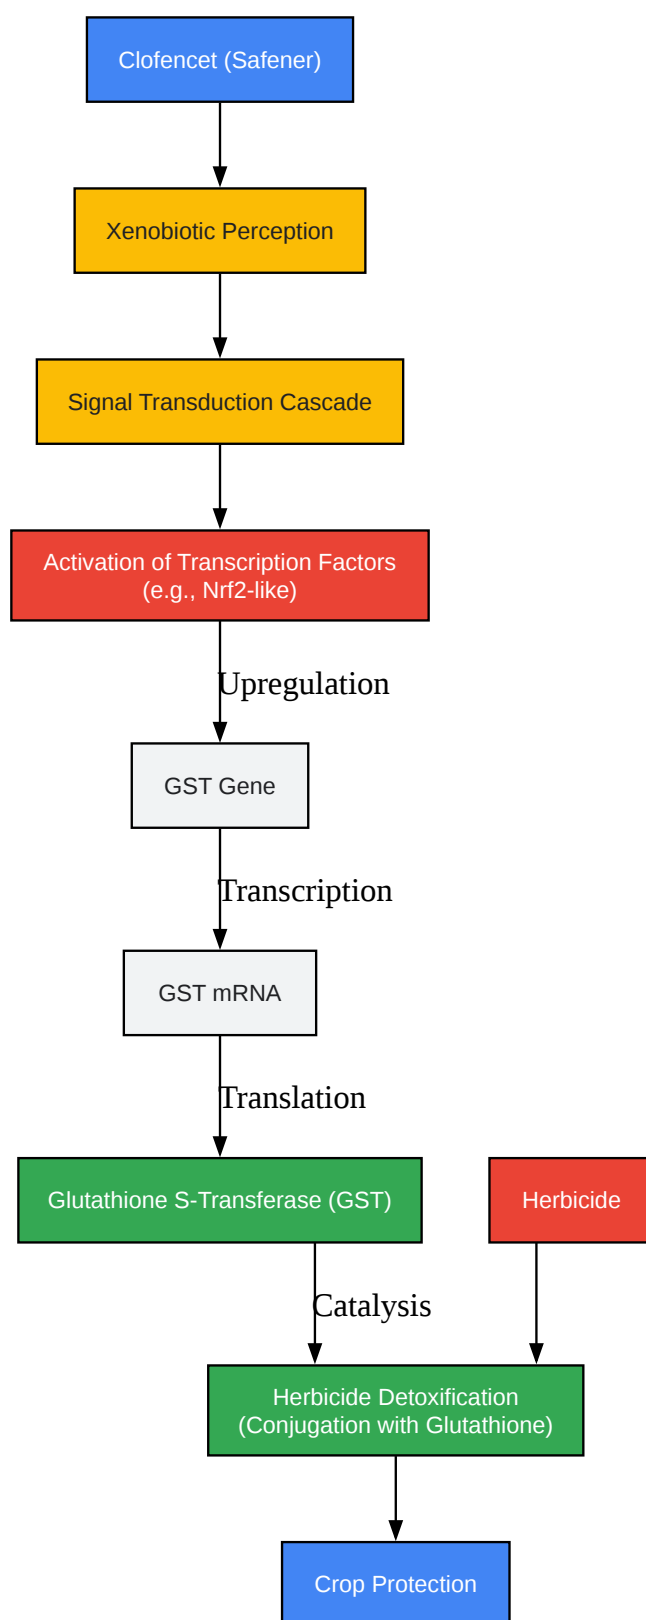 Clofencet (Safener)
Xenobiotic Perception
Signal Transduction Cascade
Activation of Transcription Factors
(e.g., Nrf2-like)
Upregulation
GST Gene
Transcription
GST mRNA
Translation
Glutathione S-Transferase (GST)
Herbicide
Catalysis
Herbicide Detoxification
(Conjugation with Glutathione)
Crop Protection